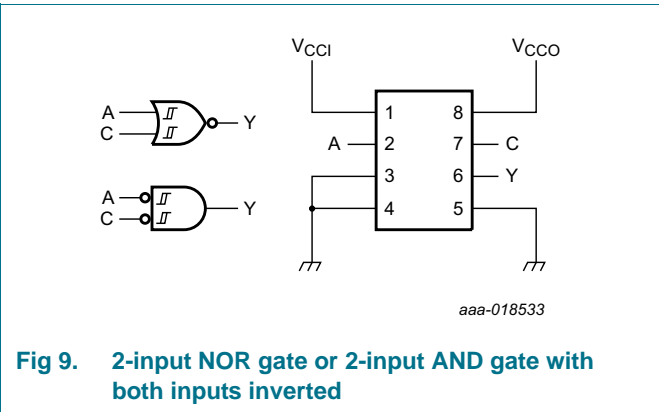 VCCI VCCO
A
C
Y
A
C
Y
1 8
A 2 7 C
3 6 Y
4 5
aaa-018533
Fig 9. 2-input NOR gate or 2-input AND gate with
both inputs inverted